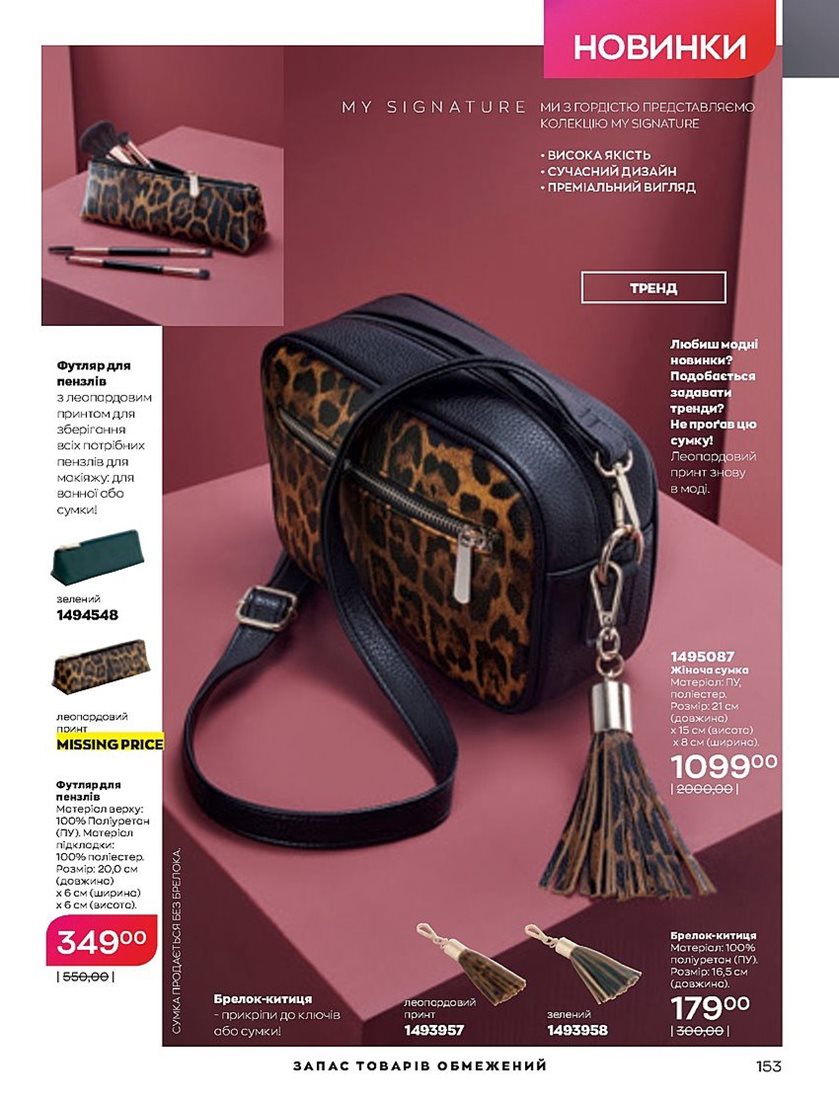 НОВИНКИ
MY SIGNATURE
МИ З ГОРДІСТЮ ПРЕДСТАВЛЯЄМО
КОЛЕКЦІЮ MY SIGNATURE
• ВИСОКА ЯКІСТЬ
• СУЧАСНИЙ ДИЗАЙН
• ПРЕМІАЛЬНИЙ ВИГЛЯД
ТРЕНД
Любиш модні
новинки?
Подобається
задавати
тренди?
Не проґав цю
сумку!
Леопардовий
принт знову
в моді.
Футляр для
пензлів
з леопардовим
принтом для
зберігання
всіх потрібних
пензлів для
макіяжу: для
ванної або
сумки!
зелений
1494548
леопардовий
принт
MISSING PRICE
Футляр для
пензлів
Матеріал верху:
100% Поліуретан
(ПУ). Матеріал
підкладки:
100% поліестер.
Розмір: 20,0 см
(довжина)
х 6 см (ширина)
х 6 см (висота).
349 00
| 550,00 |
1495087
Жіноча сумка
Матеріал: ПУ,
поліестер.
Розмір: 21 см
(довжина)
х 15 см (висота)
х 8 см (ширина).
1099 00
| 2000,00 |
СУМКА ПРОДАЄТЬСЯ БЕЗ БРЕЛОКА.
Брелок-китиця
- прикріпи до ключів
або сумки!
леопардовий
принт
1493957
зелений
1493958
Брелок-китиця
Матеріал: 100%
поліуретан (ПУ).
Розмір: 16,5 см
(довжина).
179 00
| 300,00 |
ЗАПАС ТОВАРІВ ОБМЕЖЕНИЙ
153